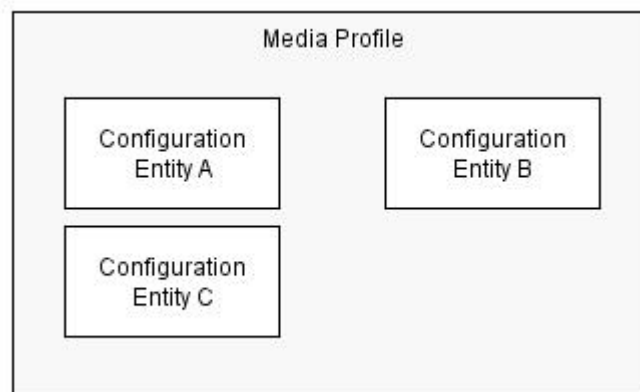 Media Profile
Configuration
Entity A
Configuration
Entity B
Configuration
Entity C